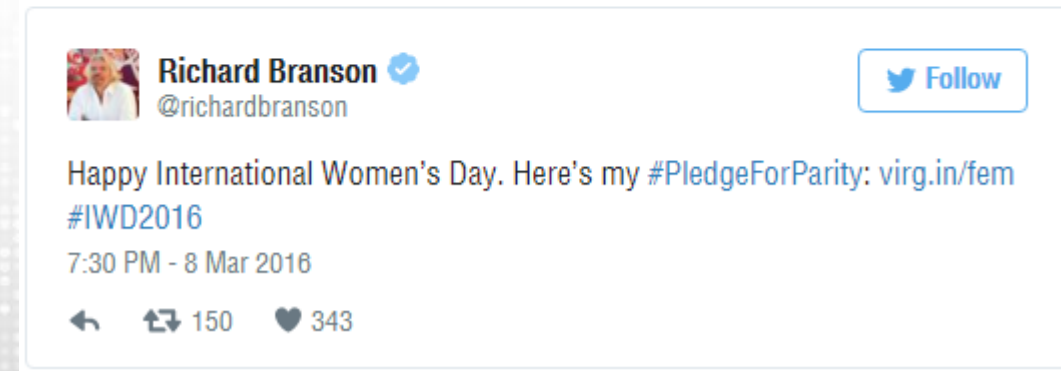 Richard Branson
@richardbranson
Follow
Happy International Women's Day. Here's my #PledgeForParity: virg.in/fem
#IWD2016
7:30 PM - 8 Mar 2016
150 343